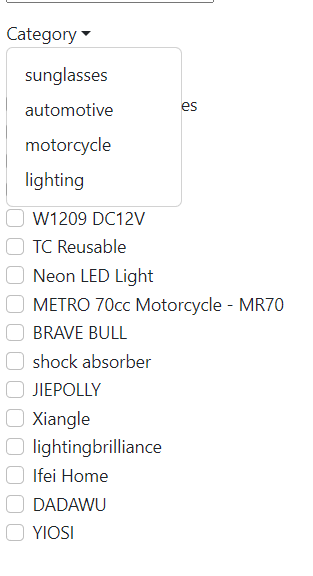 Category
sunglasses
automotive
es
motorcycle
lighting
W1209 DC12V
TC Reusable
Neon LED Light
METRO 70cc Motorcycle - MR70
BRAVE BULL
shock absorber
JIEPOLLY
Xiangle
lightingbrilliance
Ifei Home
DADAWU
YIOSI